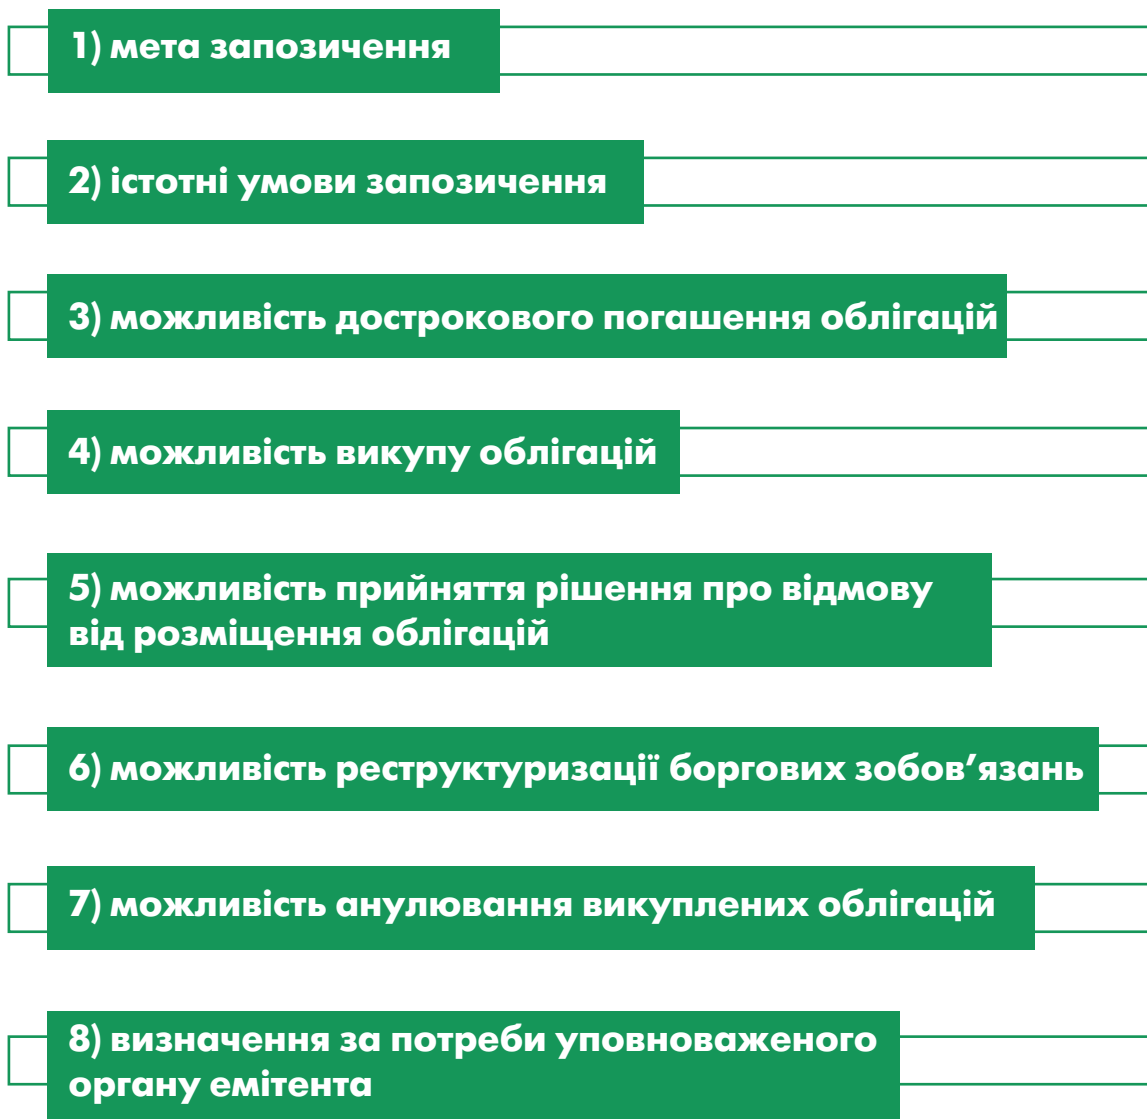 1) мета запозичення
2) істотні умови запозичення
3) можливість дострокового погашення облігацій
4) можливість викупу облігацій
5) можливість прийняття рішення про відмову
від розміщення облігацій
6) можливість реструктуризації боргових зобов’язань
7) можливість анулювання викуплених облігацій
8) визначення за потреби уповноваженого
органу емітента